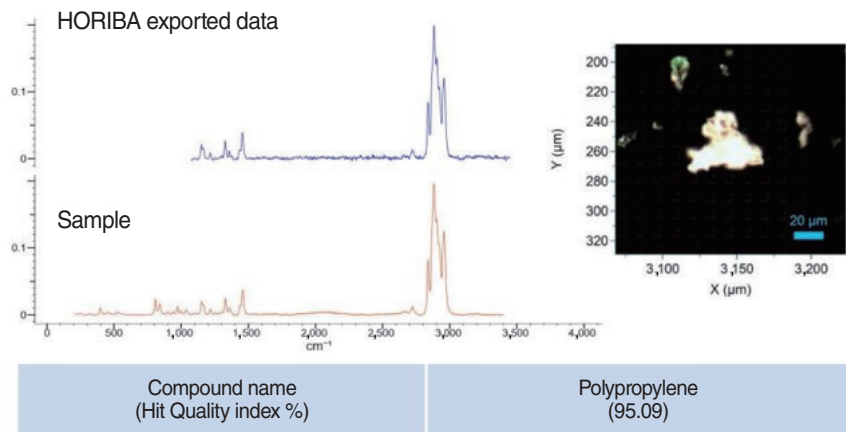 HORIBA exported data
0.1
0
Sample
0.1
0
0
500
1,000
1,500
2,000
2,500
3,000
3,500
4,000
cm⁻¹
200
220
240
260
280
300
320
Y (µm)
20 µm
3,100
3,150
3,200
X (µm)
Compound name
(Hit Quality index %)
Polypropylene
(95.09)